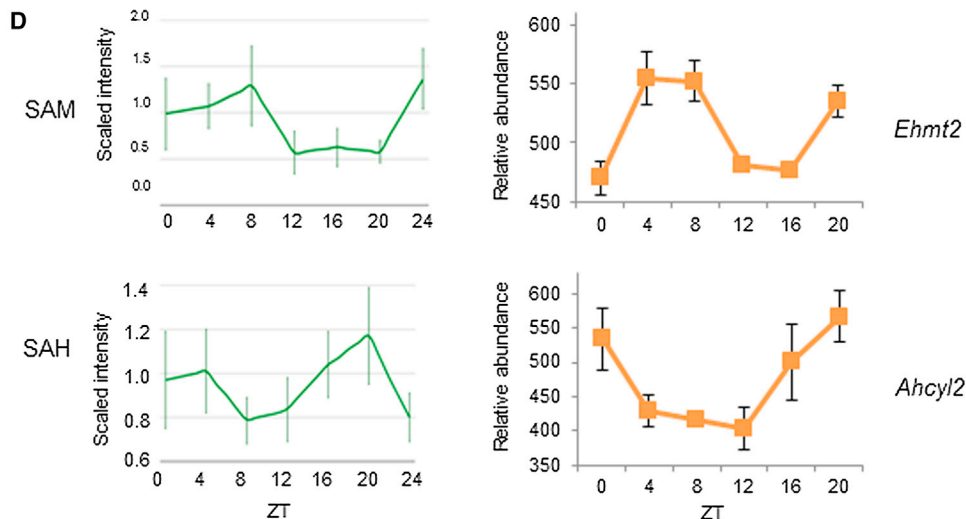 D
SAM
Scaled intensity
2.0
1.5
1.0
0.5
0.0
0 4 8 12 16 20 24
Relative abundance
600
550
500
450
0 4 8 12 16 20
Ehmt2
SAH
Scaled intensity
1.4
1.2
1.0
0.8
0.6
0 4 8 12 16 20 24
ZT
Relative abundance
600
550
500
450
400
350
0 4 8 12 16 20
ZT
Ahcyl2